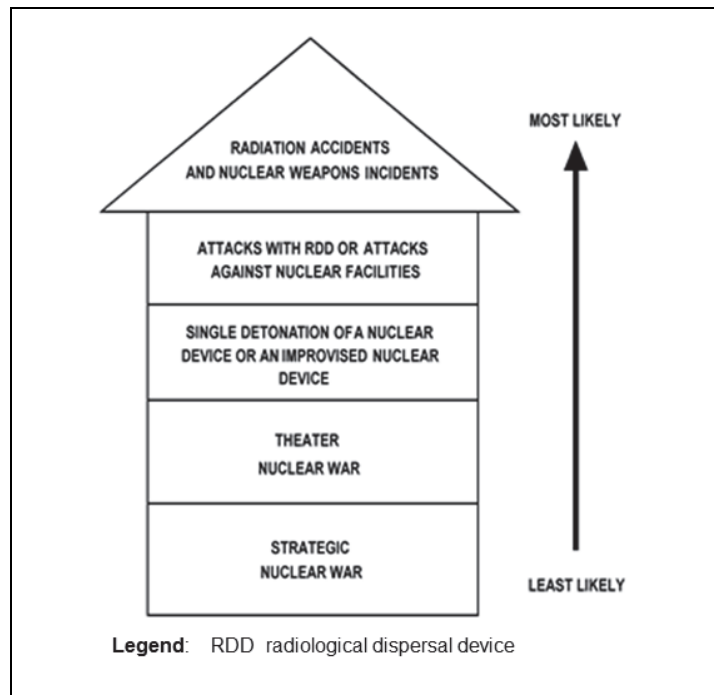 MOST LIKELY
RADIATION ACCIDENTS
AND NUCLEAR WEAPONS INCIDENTS
ATTACKS WITH RDD OR ATTACKS
AGAINST NUCLEAR FACILITIES
SINGLE DETONATION OF A NUCLEAR
DEVICE OR AN IMPROVISED NUCLEAR
DEVICE
THEATER
NUCLEAR WAR
STRATEGIC
NUCLEAR WAR
LEAST LIKELY
Legend: RDD radiological dispersal device